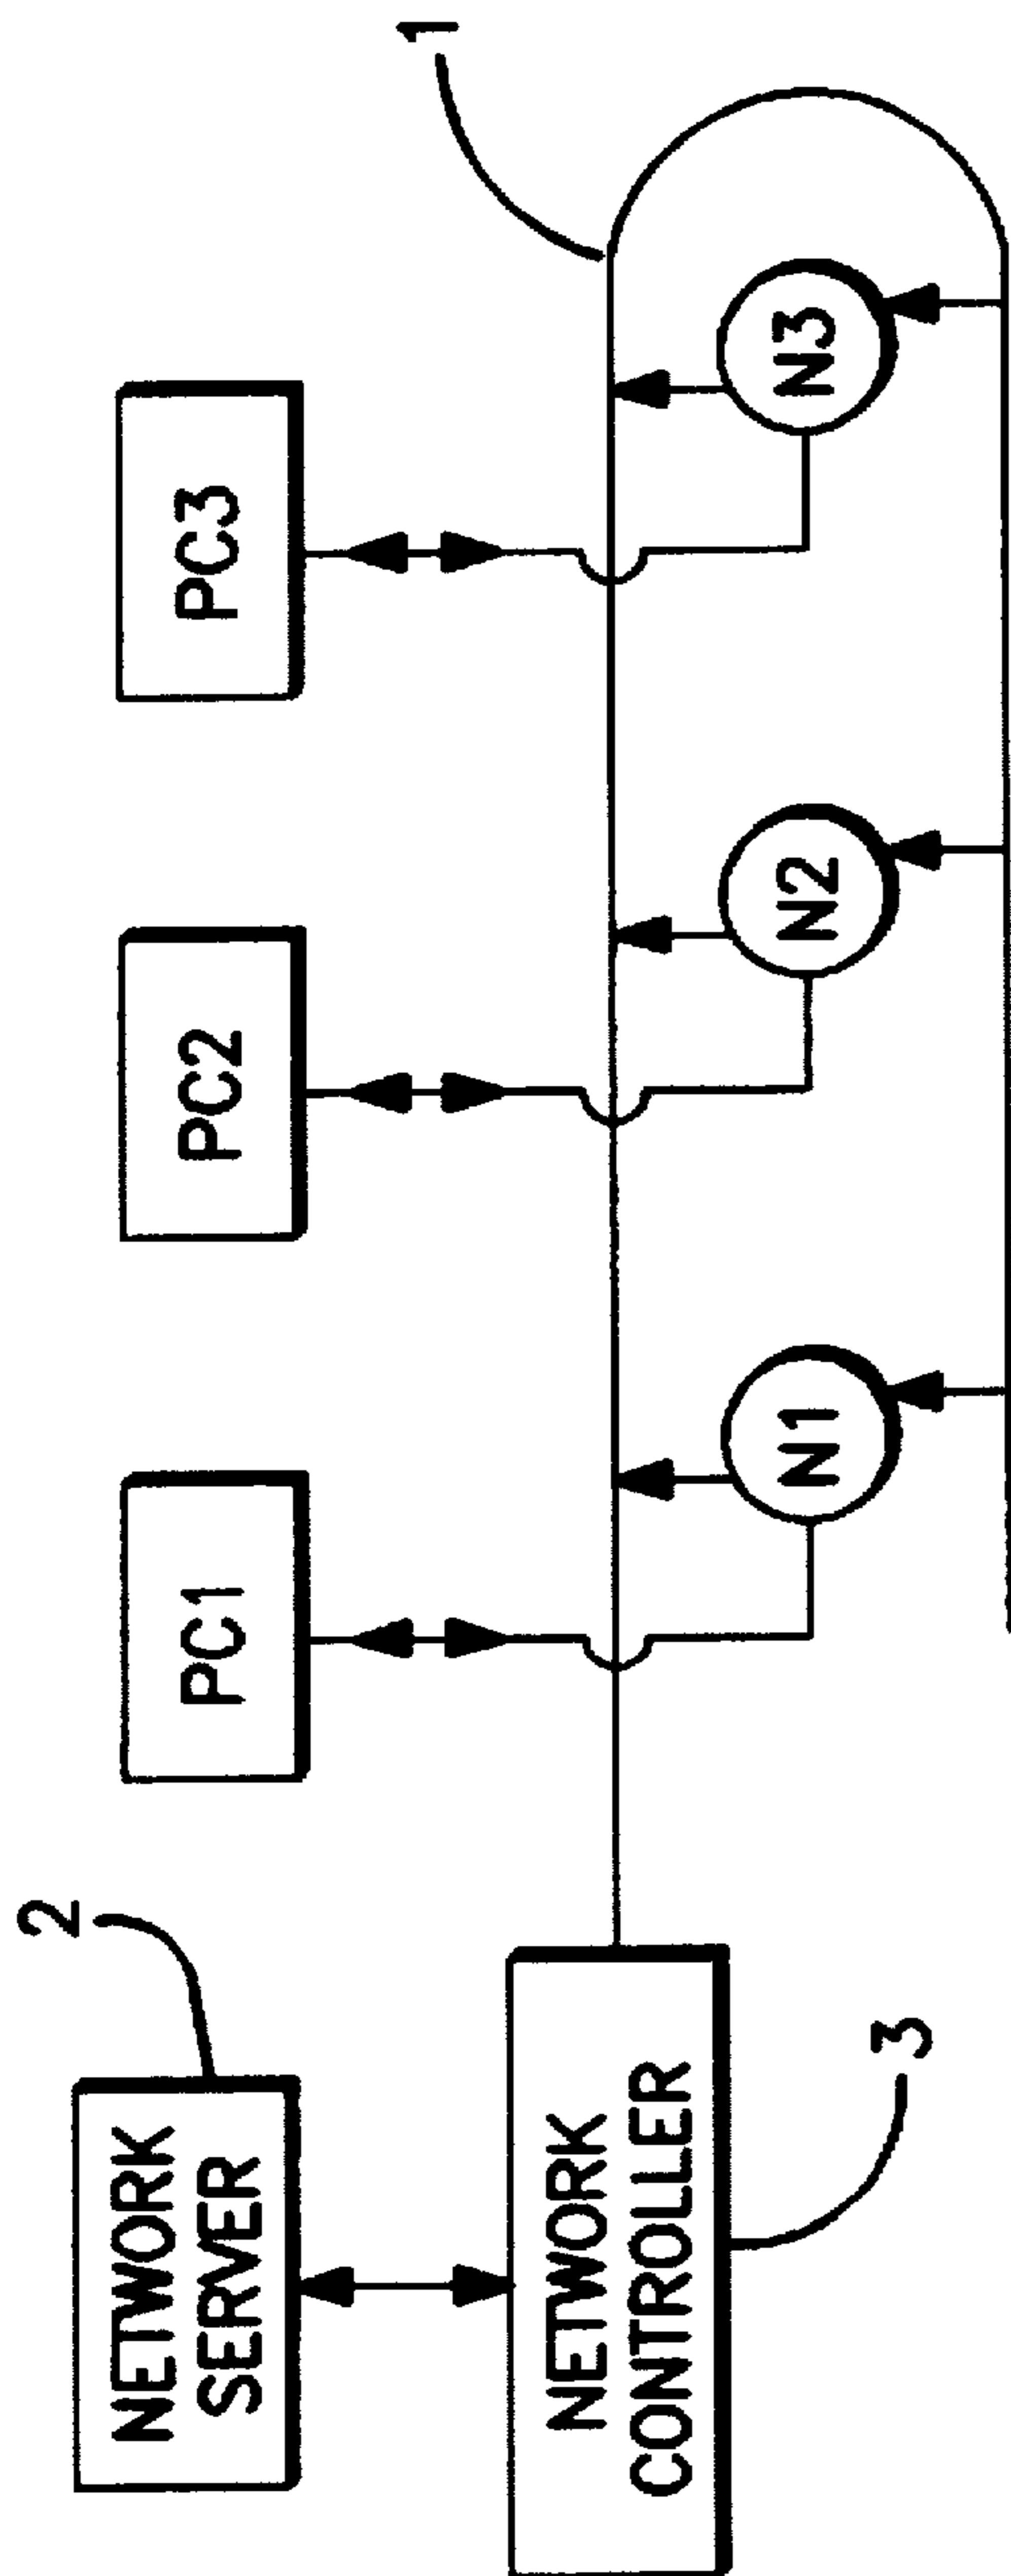 1
2
PC1
PC2
PC3
NETWORK
SERVER
N1
N2
N3
NETWORK
CONTROLLER
3